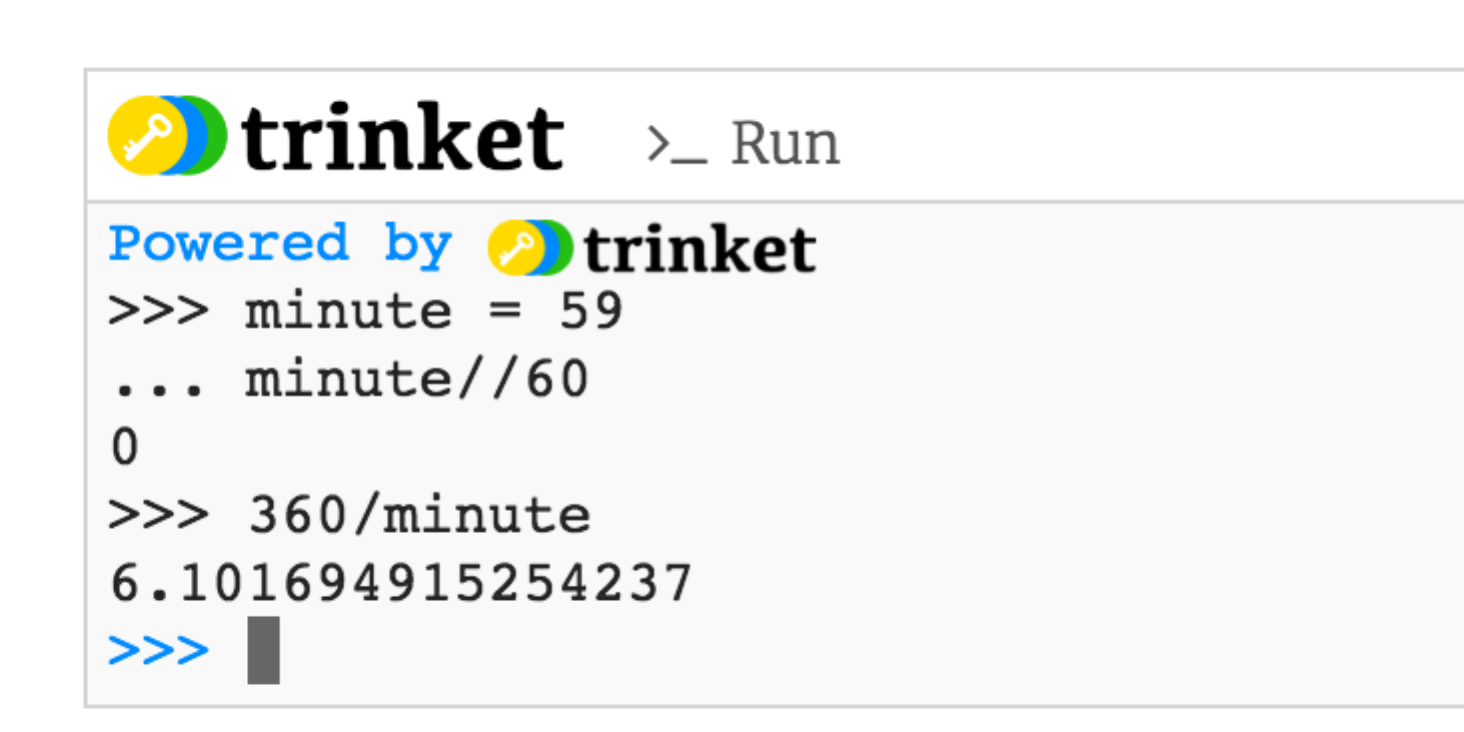 trinket >_ Run
Powered by trinket
>>> minute = 59
... minute//60
0
>>> 360/minute
6.101694915254237
>>>